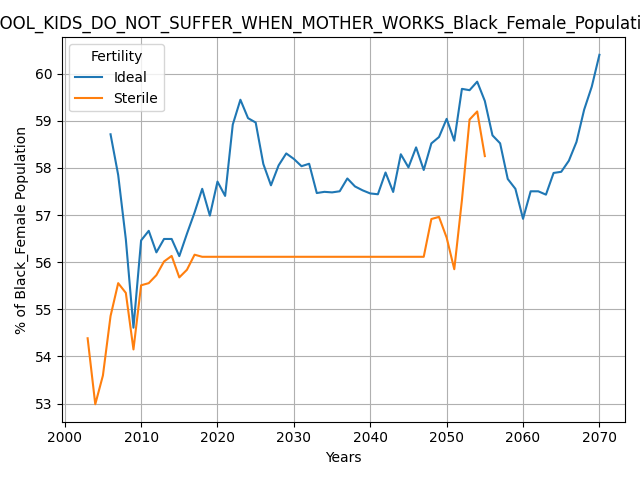 OOL_KIDS_DO_NOT_SUFFER_WHEN_MOTHER_WORKS_Black_Female_Populati
Fertility
Ideal
Sterile
% of Black_Female Population
60
59
58
57
56
55
54
53
2000
2010
2020
2030
2040
2050
2060
2070
Years